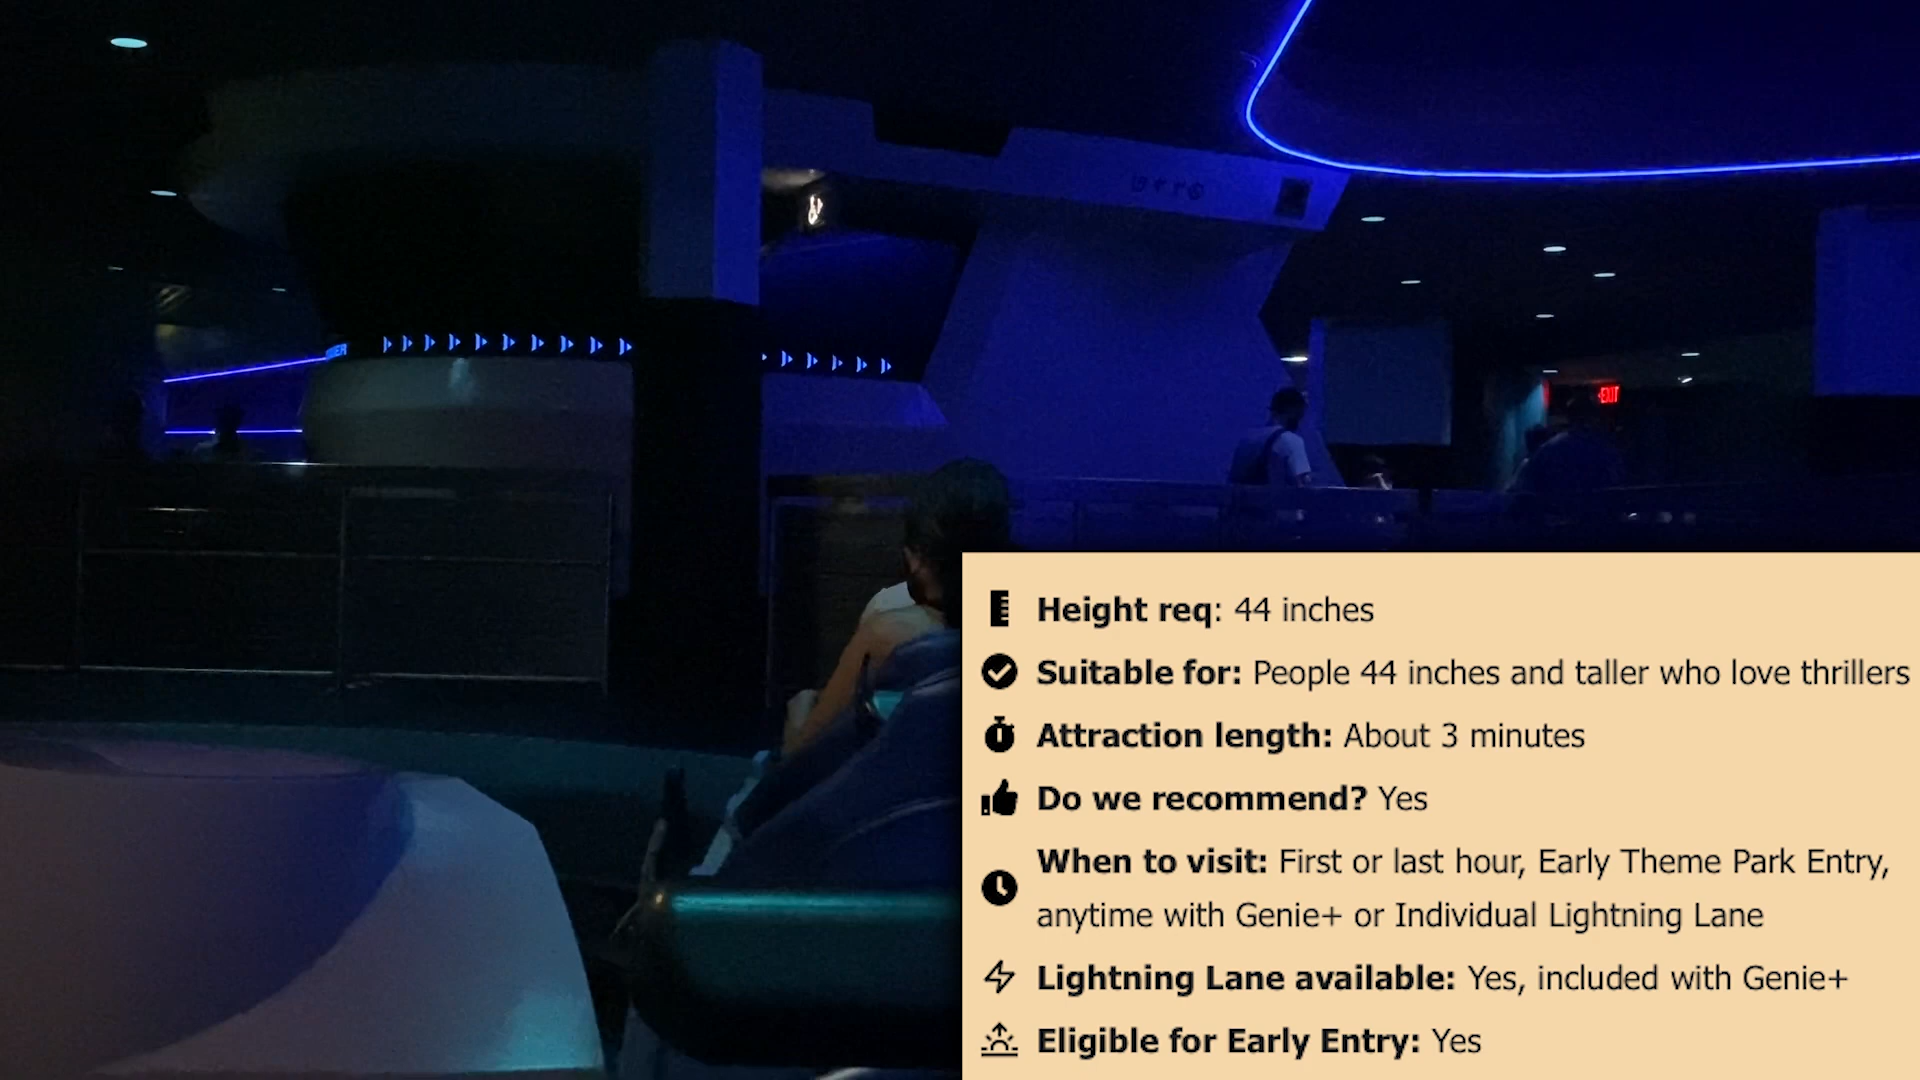 EXIT
Height req: 44 inches
Suitable for: People 44 inches and taller who love thrillers
Attraction length: About 3 minutes
Do we recommend? Yes
When to visit: First or last hour, Early Theme Park Entry,
anytime with Genie+ or Individual Lightning Lane
Lightning Lane available: Yes, included with Genie+
Eligible for Early Entry: Yes